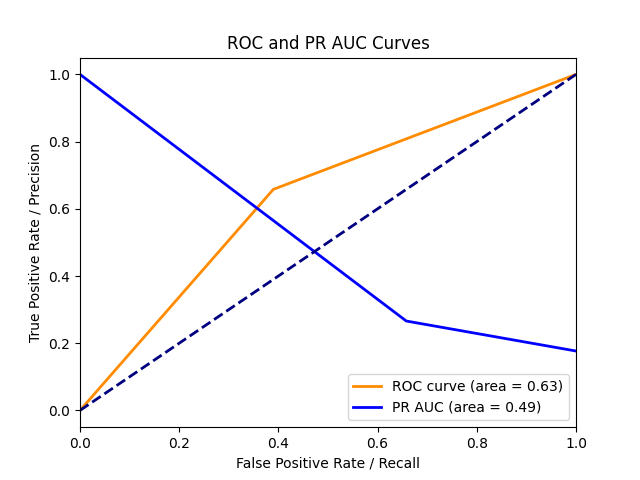 ROC and PR AUC Curves
True Positive Rate / Precision
1.0
0.8
0.6
0.4
0.2
0.0
ROC curve (area = 0.63)
PR AUC (area = 0.49)
0.0 0.2 0.4 0.6 0.8 1.0
False Positive Rate / Recall